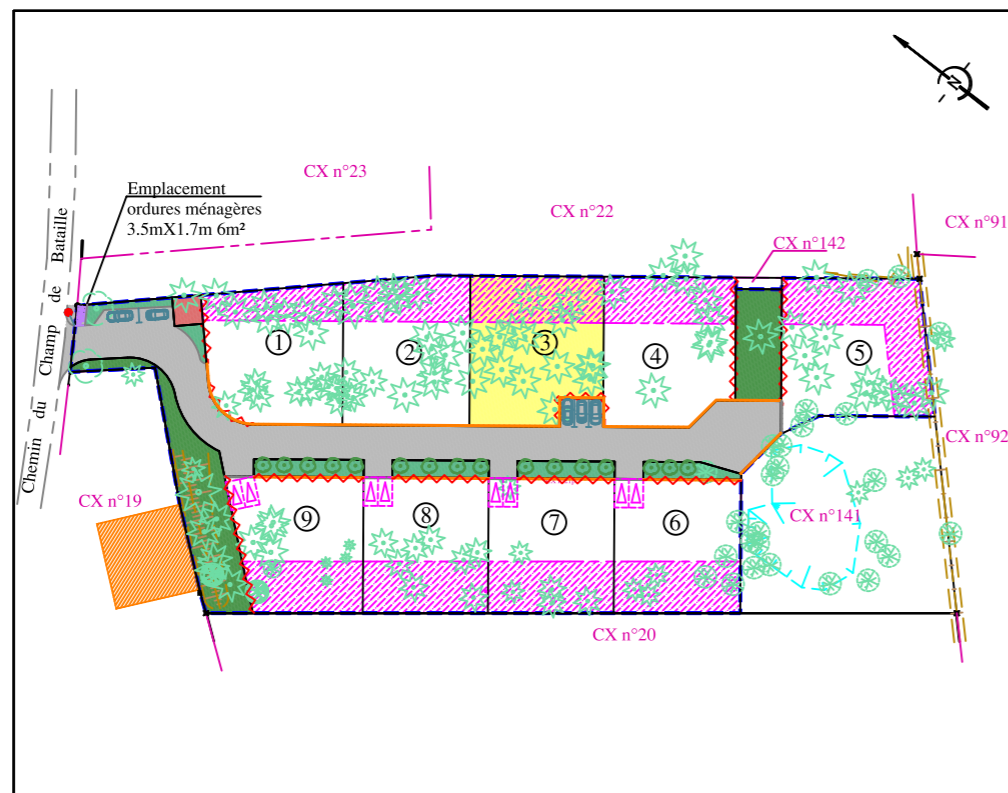 N
CX n°23
Emplacement
ordures ménagères
3.5mX1.7m 6m²
CX n°22
CX n°91
CX n°142
Chemin du Champ de Bataille
1
2
3
4
5
CX n°92
CX n°19
9
8
7
6
CX n°141
CX n°20